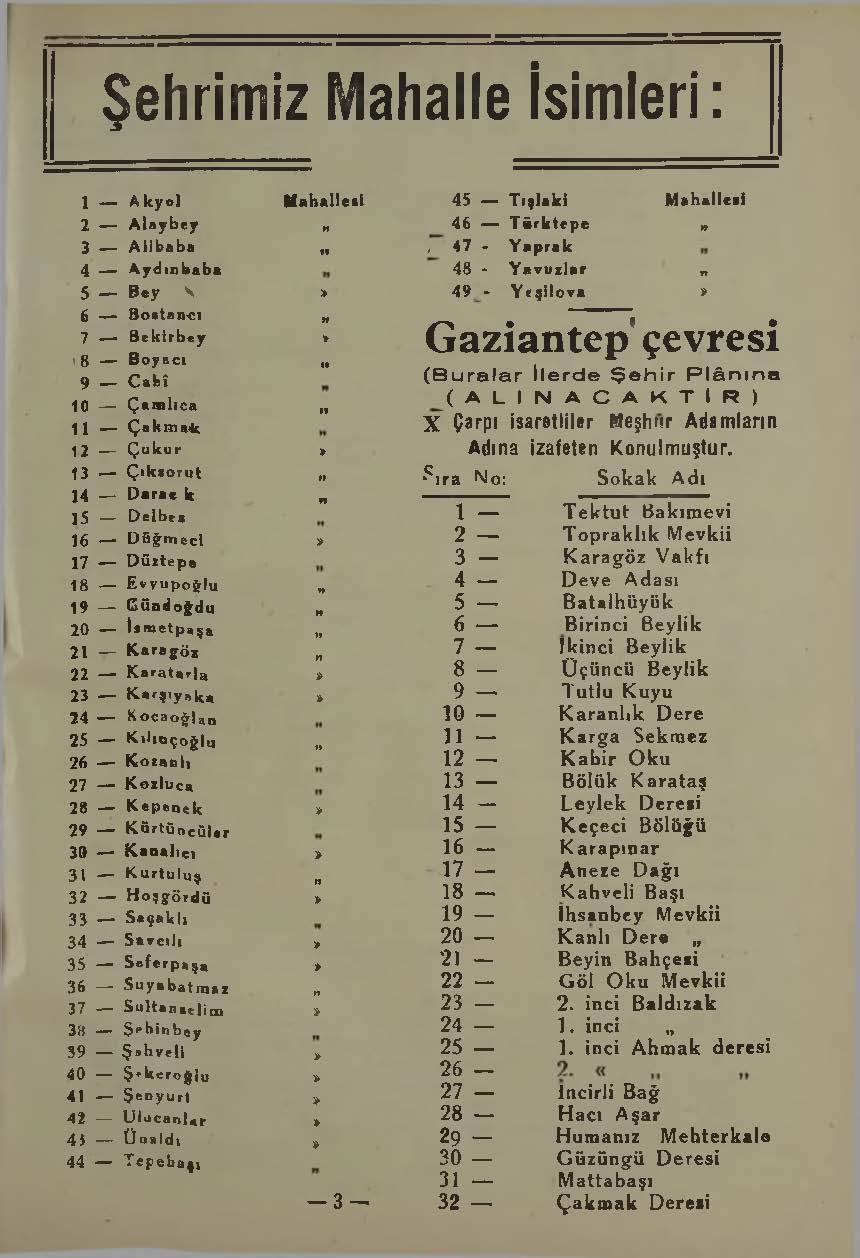 Şehrimiz Mahalle İsimleri :
1 — Akyol Mahallesi
2 — Alaybey „
3 — Alibaba „
4 — Aydınbaba „
5 — Bey »
6 — Bostancı „
7 — Bekirbey »
8 — Boyacı „
9 — Cabî „
10 — Çamlıca „
11 — Çakmak „
12 — Çukur »
13 — Çıksorut „
14 — „
15 — Delbes „
16 — Düğmeci »
17 — Düztepe „
18 — Eyyupoğlu „
19 — Gündoğdu „
20 — İsmetpaşa „
21 — Karagöz „
22 — Karatarla »
23 — Karşıyaka »
24 — Kocaoğlan „
25 — Kılınçoğlu „
26 — Kozanlı „
27 — Kozluca „
28 — Kepenek »
29 — Kürtüncüler „
30 — Kanalıcı »
31 — Kurtuluş „
32 — Hoşgördü »
33 — Saçaklı „
34 — Savcılı »
35 — Seferpaşa »
36 — Suyabatmaz „
37 — Sultanselim »
38 — Şehinbey „
39 — Şahveli »
40 — Şekeroğlu »
41 — Şenyurt »
42 — Ulucanlar »
43 — Ünaldı »
44 — Tepebaşı „
45 — Tışlaki Mahallesi
46 — Türktepe „
47 - Yaprak „
48 - Yavuzlar „
49 - Yeşilova »
Gaziantep çevresi
(Buralar İlerde Şehir Plânına
( A L I N A C A K T İ R )
X Çarpı isaretliler Meşhûr Adamların
Adına izafeten Konulmuştur.
Sıra No: Sokak Adı
1 — Tektut Bakımevi
2 — Topraklık Mevkii
3 — Karagöz Vakfı
4 — Deve Adası
5 — Batalhüyük
6 — Birinci Beylik
7 — İkinci Beylik
8 — Üçüncü Beylik
9 — Tutlu Kuyu
10 — Karanlık Dere
11 — Karga Sekmez
12 — Kabir Oku
13 — Bölük Karataş
14 — Leylek Deresi
15 — Keçeci Bölüğü
16 — Karapınar
17 — Aneze Dağı
18 — Kahveli Başı
19 — İhsanbey Mevkii
20 — Kanlı Dere „
21 — Beyin Bahçesi
22 — Göl Oku Mevkii
23 — 2. inci Baldızak
24 — 1. inci „
25 — 1. inci Ahmak deresi
26 — 2. « „ „
27 — İncirli Bağ
28 — Hacı Aşar
29 — Humanız Mehterkale
30 — Güzüngü Deresi
31 — Mattabaşı
32 — Çakmak Deresi
— 3 —